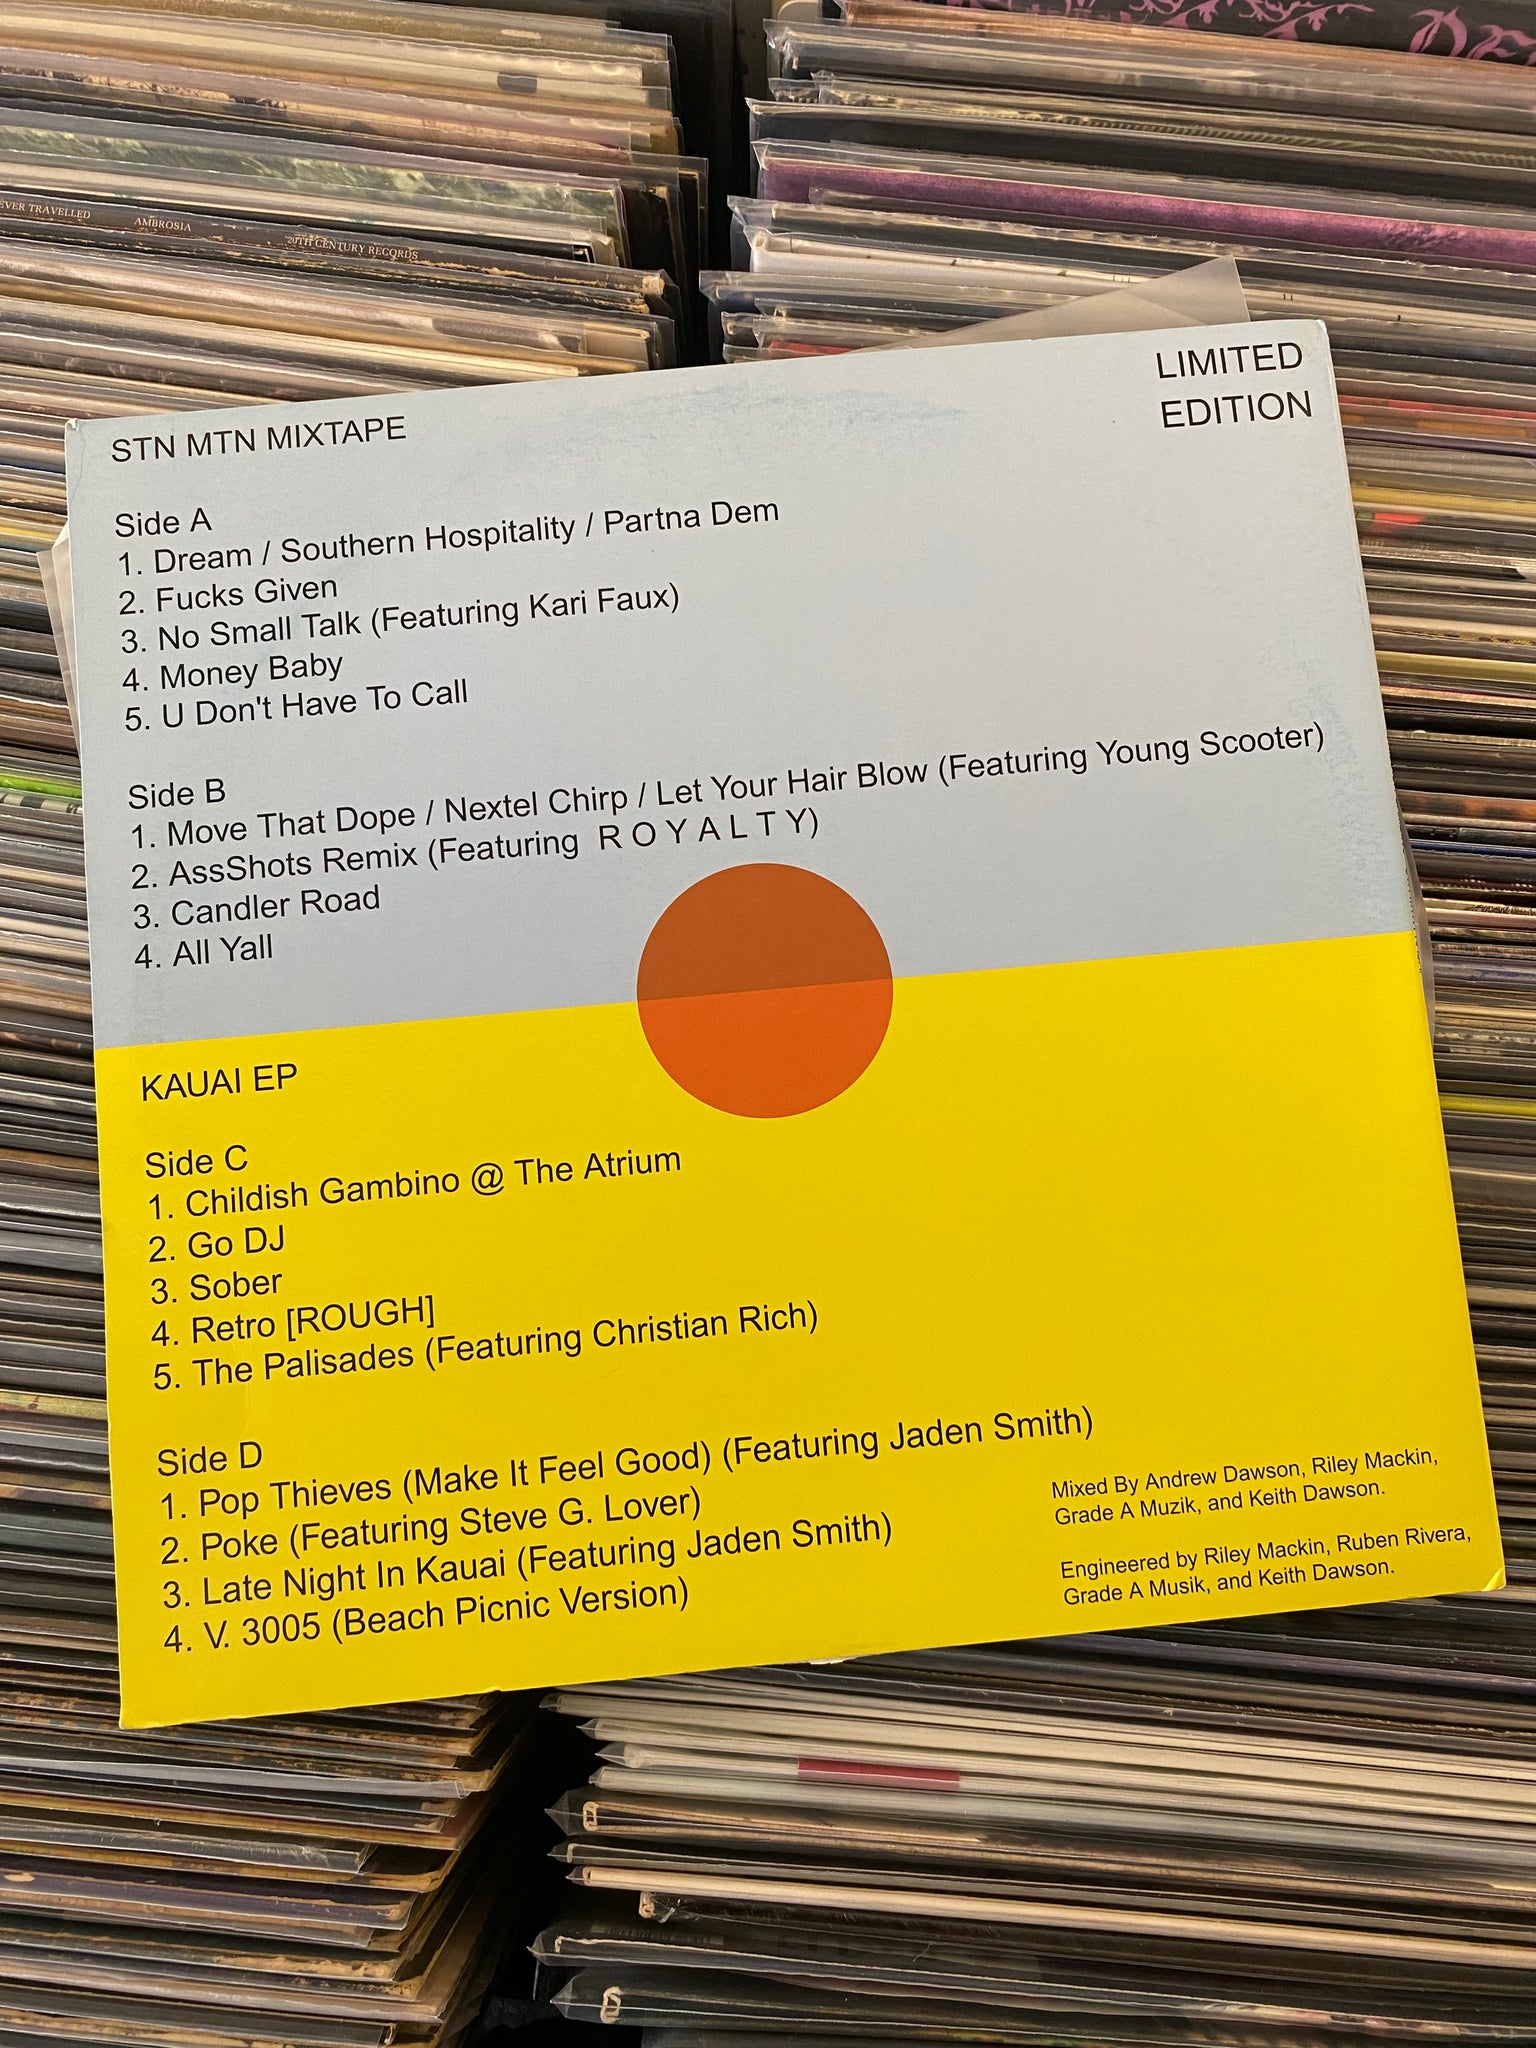 EVER TRAVELLED AMBROSIA 20TH CENTURY RECORDS
STN MTN MIXTAPE
LIMITED
EDITION
Side A
1. Dream / Southern Hospitality / Partna Dem
2. Fucks Given
3. No Small Talk (Featuring Kari Faux)
4. Money Baby
5. U Don't Have To Call
Side B
1. Move That Dope / Nextel Chirp / Let Your Hair Blow (Featuring Young Scooter)
2. AssShots Remix (Featuring R O Y A L T Y)
3. Candler Road
4. All Yall
KAUAI EP
Side C
1. Childish Gambino @ The Atrium
2. Go DJ
3. Sober
4. Retro [ROUGH]
5. The Palisades (Featuring Christian Rich)
Side D
1. Pop Thieves (Make It Feel Good) (Featuring Jaden Smith)
2. Poke (Featuring Steve G. Lover)
3. Late Night In Kauai (Featuring Jaden Smith)
4. V. 3005 (Beach Picnic Version)
Mixed By Andrew Dawson, Riley Mackin,
Grade A Muzik, and Keith Dawson.
Engineered by Riley Mackin, Ruben Rivera,
Grade A Musik, and Keith Dawson.